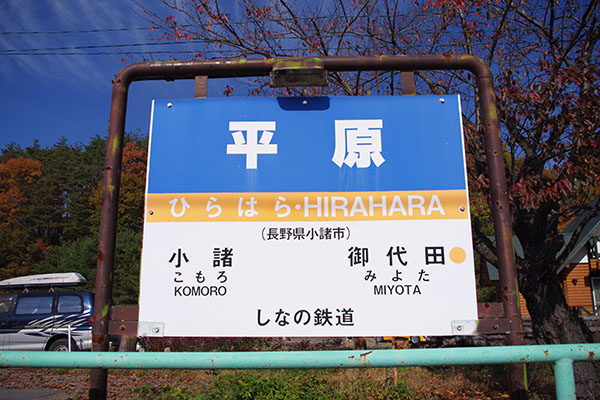 平原
ひらはら・HIRAHARA
(長野県小諸市)
小諸 御代田
こもろ みよた
KOMORO MIYOTA
しなの鉄道